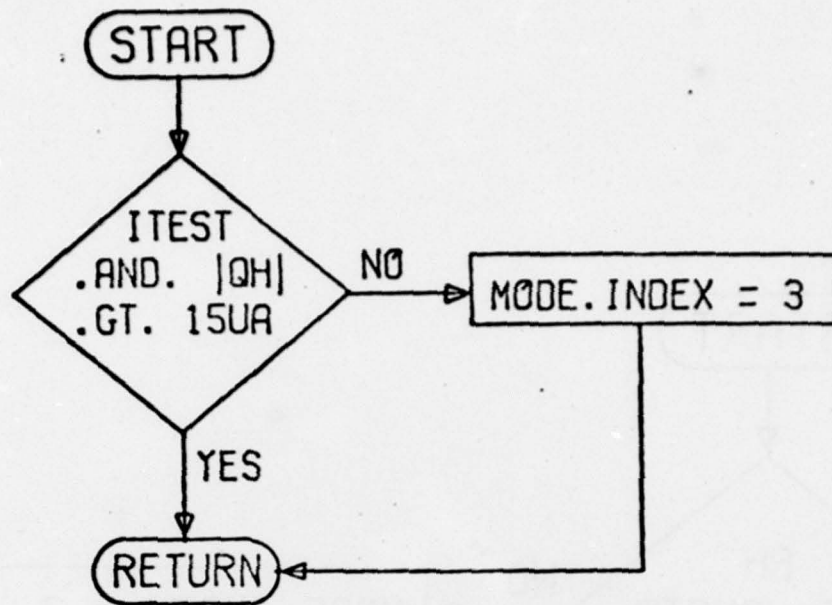 START
ITEST
.AND. |QH|
.GT. 15UA
NO
MODE.INDEX = 3
YES
RETURN